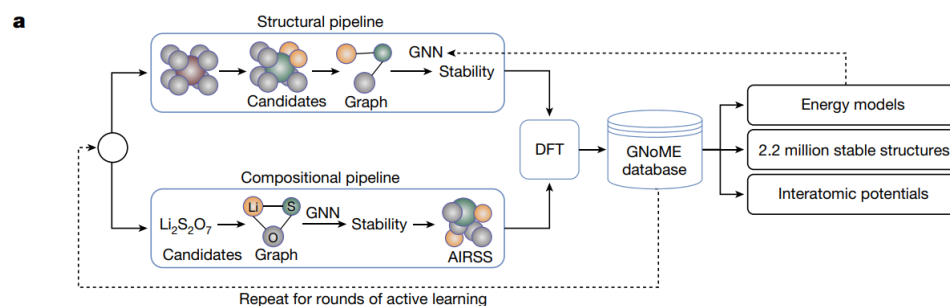 a
Structural pipeline
GNN
Stability
Candidates
Graph
Energy models
DFT
GNoME
database
2.2 million stable structures
Interatomic potentials
Compositional pipeline
Li
S
O
Li₂S₂O₇
GNN
Stability
Candidates
Graph
AIRSS
Repeat for rounds of active learning